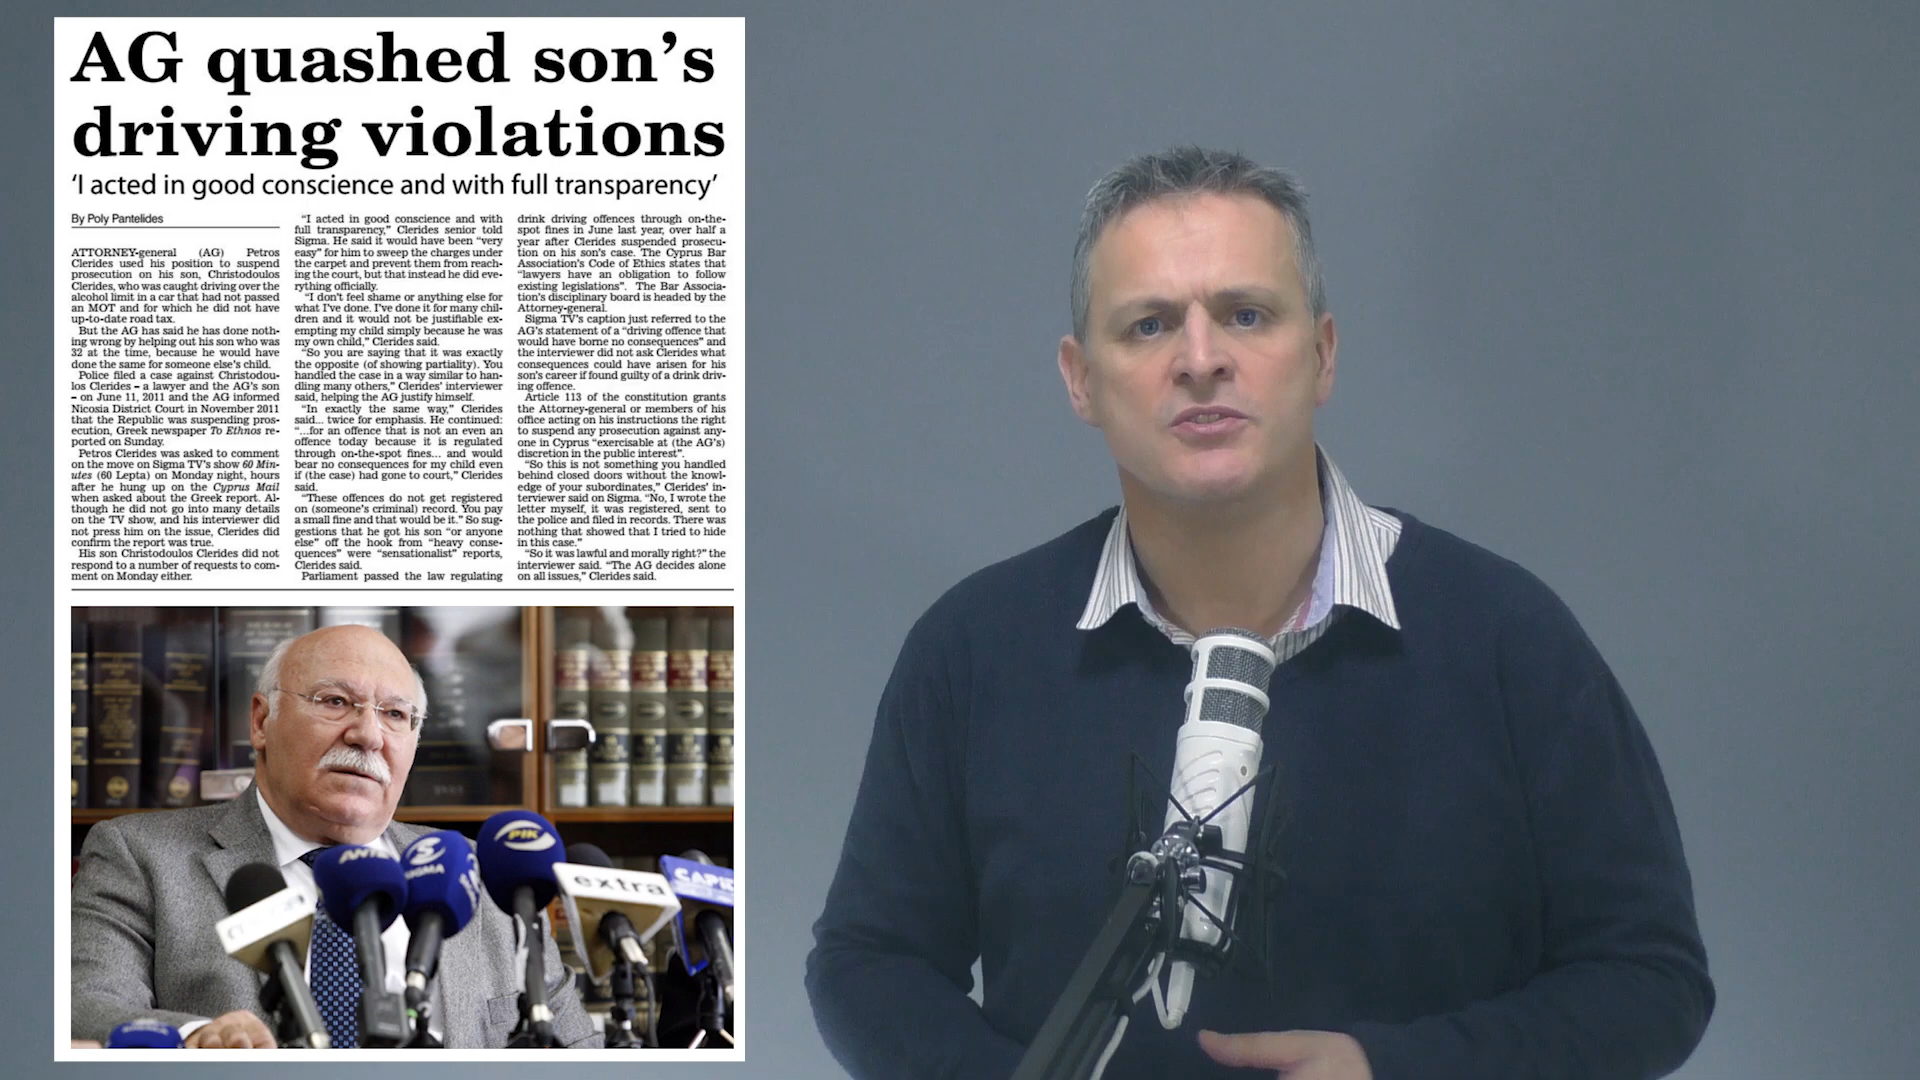 AG quashed son's
driving violations
'I acted in good conscience and with full transparency'
By Poly Pantelides
ATTORNEY-general (AG) Petros
Clerides used his position to suspend
prosecution on his son, Christodoulos
Clerides, who was caught driving over the
alcohol limit in a car that had not passed
an MOT and for which he did not have
up-to-date road tax.
But the AG has said he has done noth-
ing wrong by helping out his son who was
32 at the time, because he would have
done the same for someone else's child.
Police filed a case against Christodou-
los Clerides – a lawyer and the AG's son
– on June 11, 2011 and the AG informed
Nicosia District Court in November 2011
that the Republic was suspending pros-
ecution, Greek newspaper To Ethnos re-
ported on Sunday.
Petros Clerides was asked to comment
on the move on Sigma TV's show 60 Min-
utes (60 Lepta) on Monday night, hours
after he hung up on the Cyprus Mail
when asked about the Greek report. Al-
though he did not go into many details
on the TV show, and his interviewer did
not press him on the issue, Clerides did
confirm the report was true.
His son Christodoulos Clerides did not
respond to a number of requests to com-
ment on Monday either.
"I acted in good conscience and with
full transparency," Clerides senior told
Sigma. He said it would have been "very
easy" for him to sweep the charges under
the carpet and prevent them from reach-
ing the court, but that instead he did eve-
rything officially.
"I don't feel shame or anything else for
what I've done. I've done it for many chil-
dren and it would not be justifiable ex-
empting my child simply because he was
my own child," Clerides said.
"So you are saying that it was exactly
the opposite (of showing partiality). You
handled the case in a way similar to han-
dling many others," Clerides' interviewer
said, helping the AG justify himself.
"In exactly the same way," Clerides
said... twice for emphasis. He continued:
"...for an offence that is not an even an
offence today because it is regulated
through on-the-spot fines... and would
bear no consequences for my child even
if (the case) had gone to court," Clerides
said.
"These offences do not get registered
on (someone's criminal) record. You pay
a small fine and that would be it." So sug-
gestions that he got his son "or anyone
else" off the hook from "heavy conse-
quences" were "sensationalist" reports,
Clerides said.
Parliament passed the law regulating
drink driving offences through on-the-
spot fines in June last year, over half a
year after Clerides suspended prosecu-
tion on his son's case. The Cyprus Bar
Association's Code of Ethics states that
"lawyers have an obligation to follow
existing legislations". The Bar Associa-
tion's disciplinary board is headed by the
Attorney-general.
Sigma TV's caption just referred to the
AG's statement of a "driving offence that
would have borne no consequences" and
the interviewer did not ask Clerides what
consequences could have arisen for his
son's career if found guilty of a drink driv-
ing offence.
Article 113 of the constitution grants
the Attorney-general or members of his
office acting on his instructions the right
to suspend any prosecution against any-
one in Cyprus "exercisable at (the AG's)
discretion in the public interest".
"So this is not something you handled
behind closed doors without the knowl-
edge of your subordinates," Clerides' in-
terviewer said on Sigma. "No, I wrote the
letter myself, it was registered, sent to
the police and filed in records. There was
nothing that showed that I tried to hide
in this case."
"So it was lawful and morally right?" the
interviewer said. "The AG decides alone
on all issues," Clerides said.
ΡΙΚ
SIGMA
extra